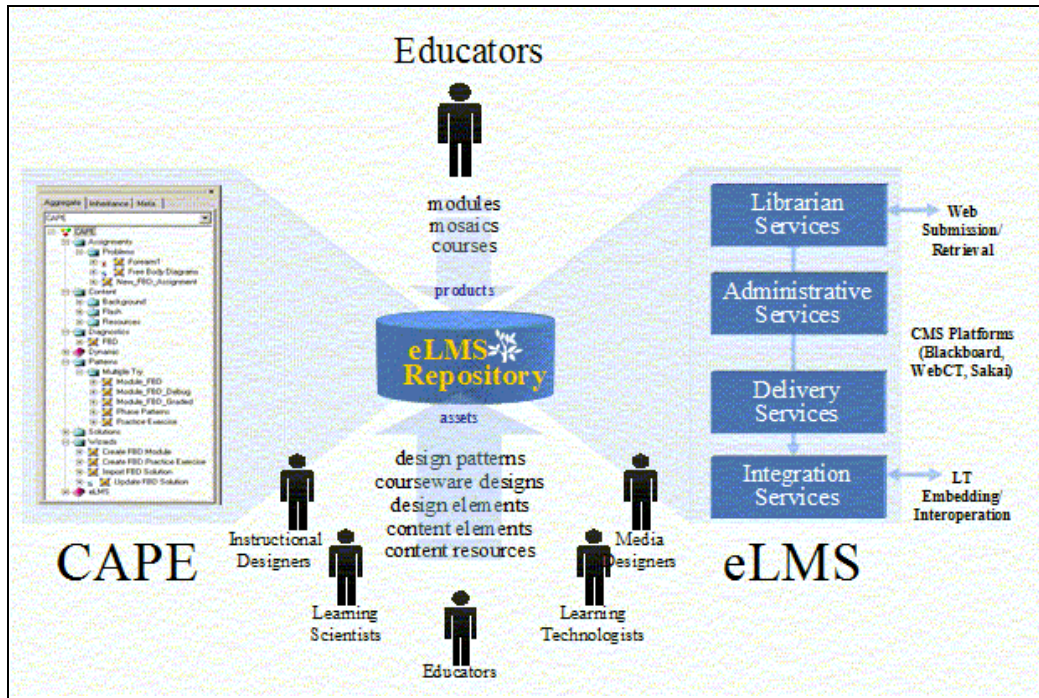 Educators
modules
mosaics
courses
products
eLMS
Repository
assets
design patterns
courseware designs
design elements
content elements
content resources
Aggregate Inheritance Meta
CAPE
CAPE
Assignments
Problems
Forearm1
Free Body Diagrams
New_FBD_Assignment
Content
Background
Flash
Resources
Diagnostics
FBD
Dynamic
Patterns
Multiple Try
Module_FBD
Module_FBD_Debug
Module_FBD_Graded
Phase Patterns
Practice Exercise
Solutions
Wizards
Create FBD Module
Create FBD Practice Exercise
Import FBD Solution
Update FBD Solution
eLMS
CAPE
Librarian
Services
Administrative
Services
Delivery
Services
Integration
Services
Web
Submission/
Retrieval
CMS Platforms
(Blackboard,
WebCT, Sakai)
LT
Embedding/
Interoperation
eLMS
Instructional
Designers
Learning
Scientists
Educators
Learning
Technologists
Media
Designers